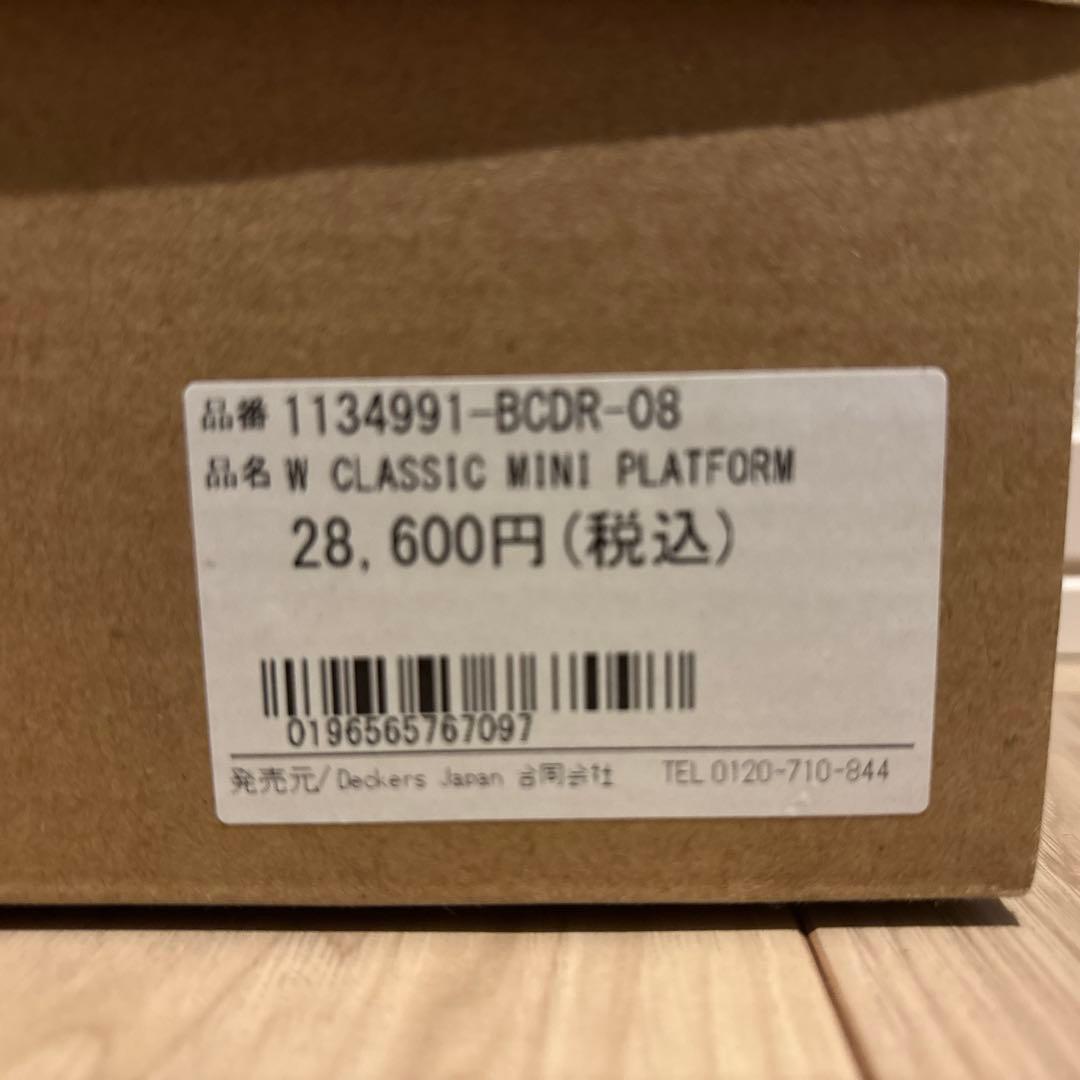 品番 1134991-BCDR-08
品名 W CLASSIC MINI PLATFORM
28,600円(税込)
0196565767097
発売元/Deckers Japan 合同会社 TEL 0120-710-844